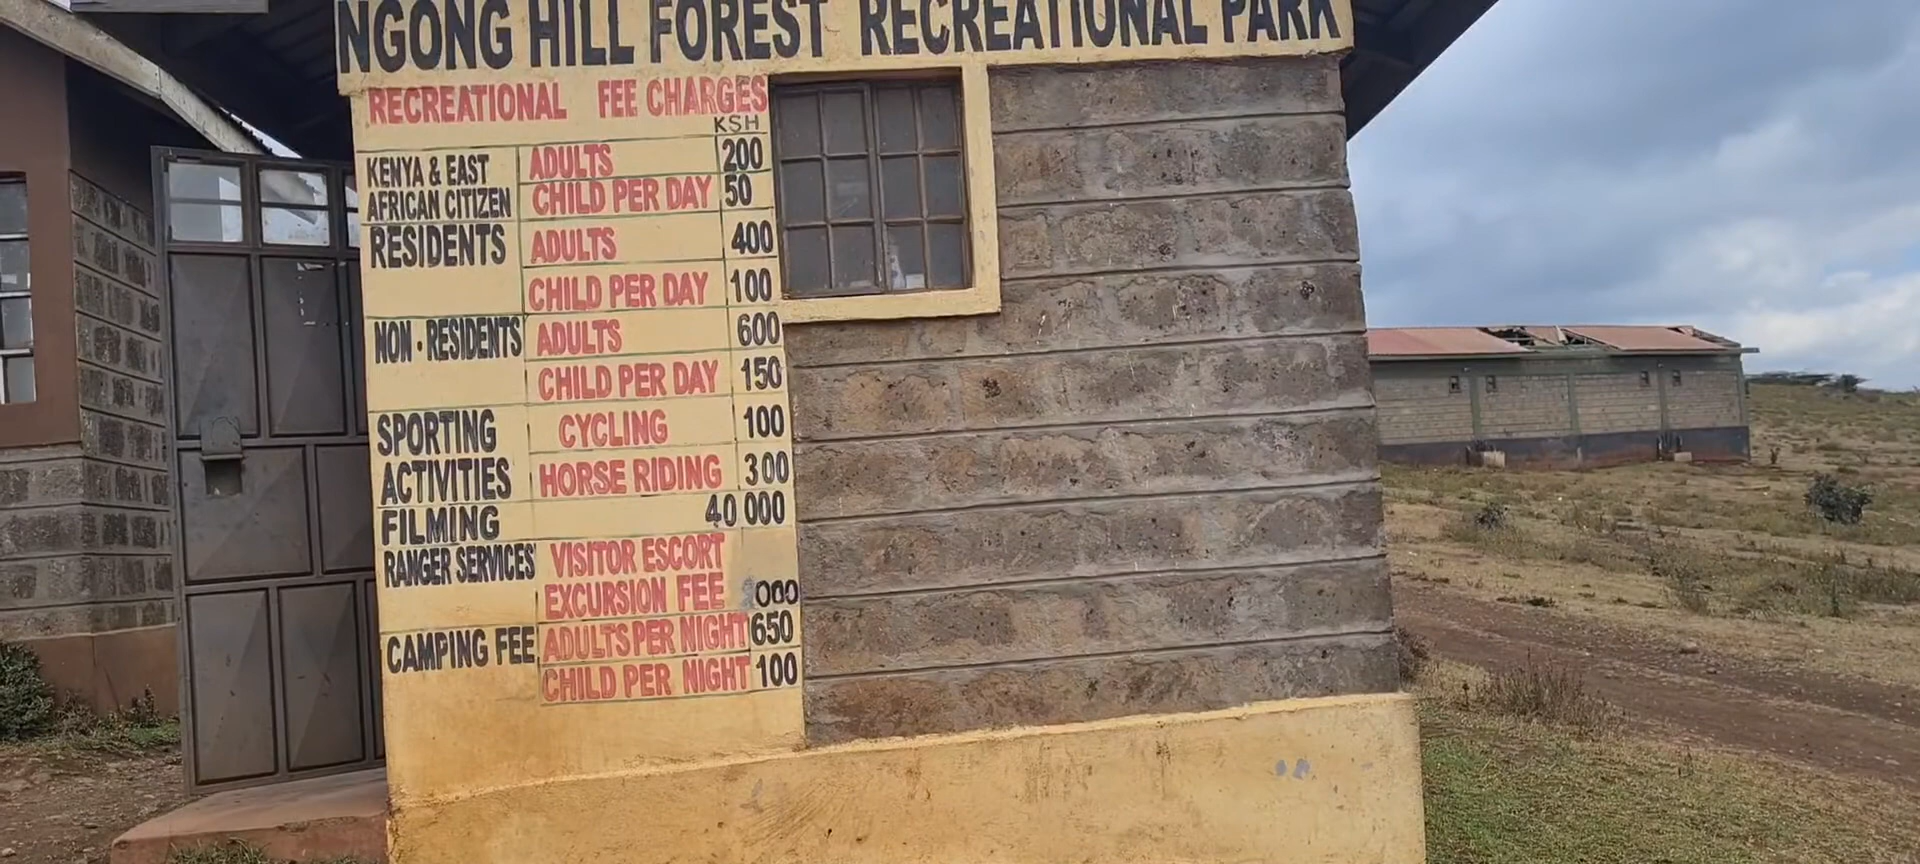 NGONG HILL FOREST RECREATIONAL PARK
RECREATIONAL FEE CHARGES
KSH
KENYA & EAST AFRICAN CITIZEN ADULTS 200
CHILD PER DAY 50
RESIDENTS ADULTS 400
CHILD PER DAY 100
NON - RESIDENTS ADULTS 600
CHILD PER DAY 150
SPORTING ACTIVITIES CYCLING 100
HORSE RIDING 300
FILMING 40 000
RANGER SERVICES VISITOR ESCORT
EXCURSION FEE
CAMPING FEE ADULTS PER NIGHT 650
CHILD PER NIGHT 100